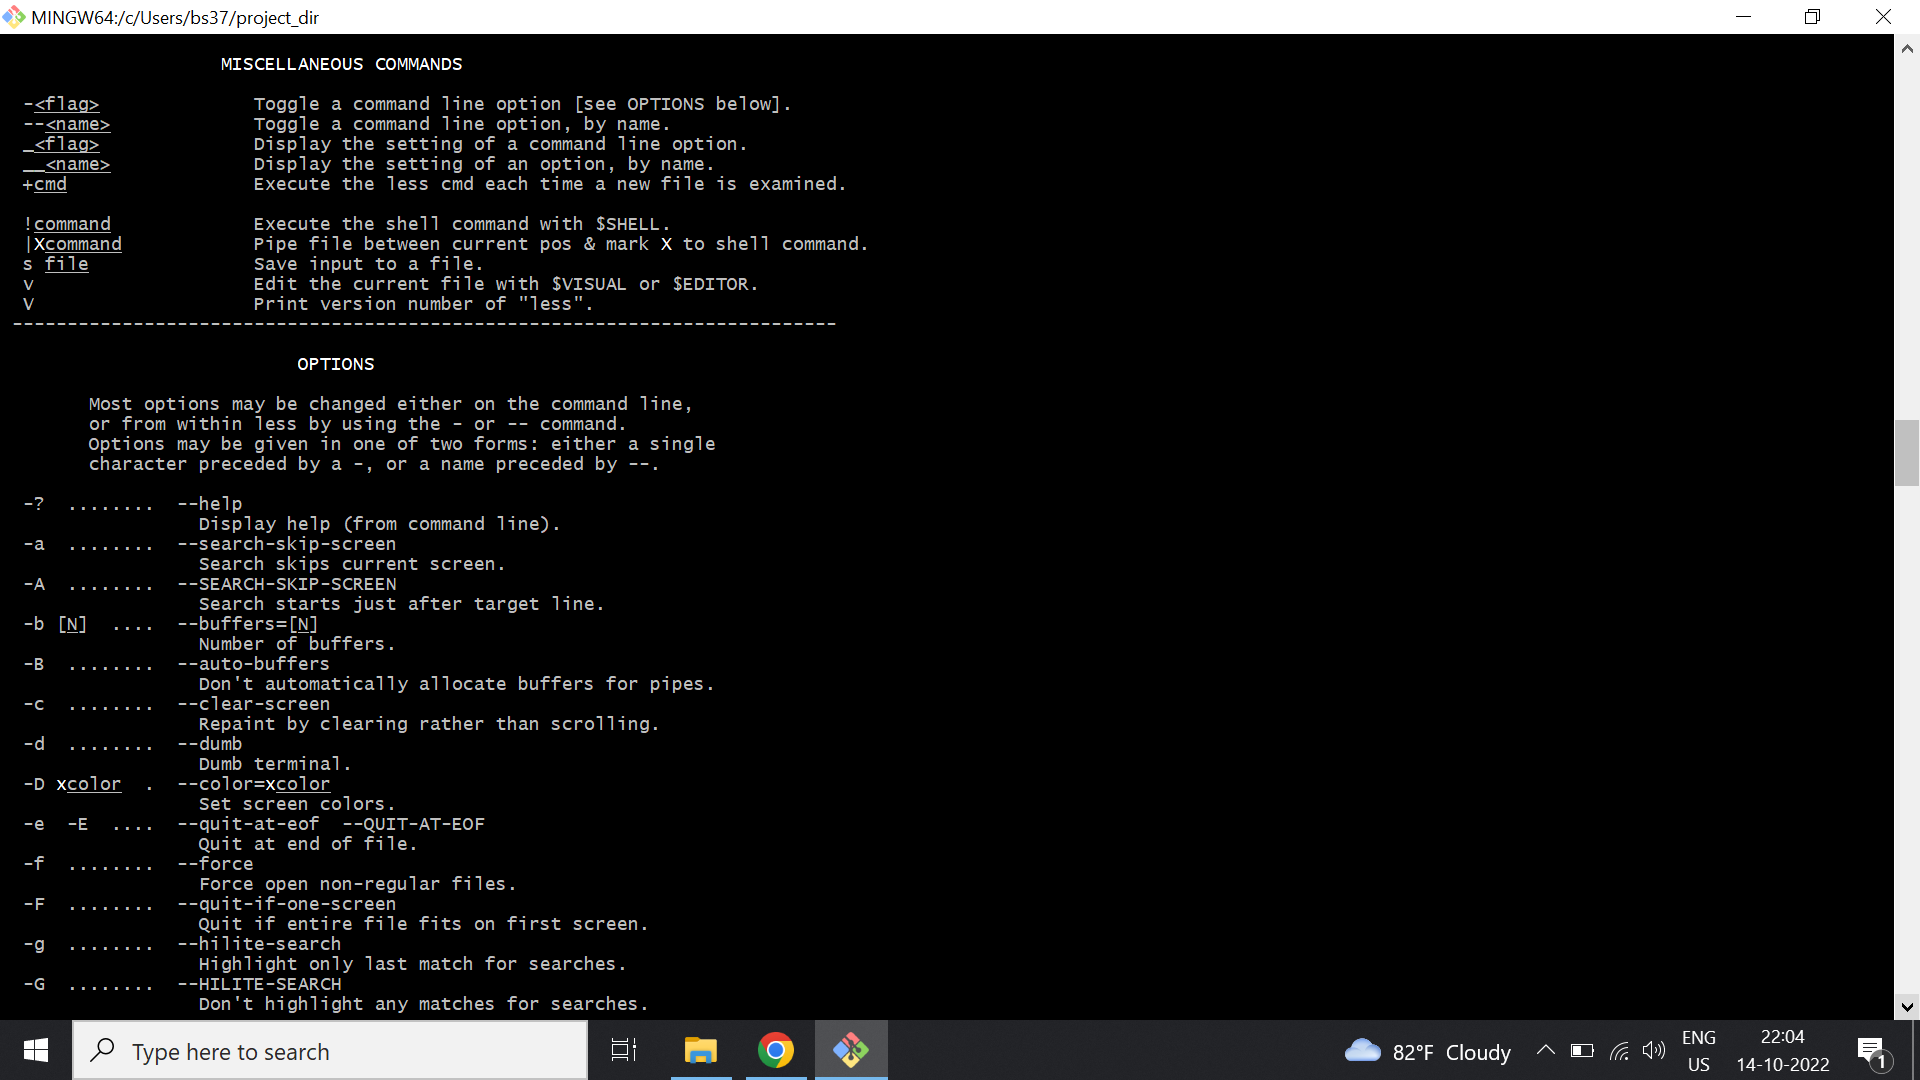 MINGW64:/c/Users/bs37/project_dir
MISCELLANEOUS COMMANDS
-<flag> Toggle a command line option [see OPTIONS below].
--<name> Toggle a command line option, by name.
_<flag> Display the setting of a command line option.
__<name> Display the setting of an option, by name.
+cmd Execute the less cmd each time a new file is examined.
!command Execute the shell command with $SHELL.
|Xcommand Pipe file between current pos & mark X to shell command.
s file Save input to a file.
v Edit the current file with $VISUAL or $EDITOR.
V Print version number of "less".
---------------------------------------------------------------------------
OPTIONS
Most options may be changed either on the command line,
or from within less by using the - or -- command.
Options may be given in one of two forms: either a single
character preceded by a -, or a name preceded by --.
-? ........ --help
Display help (from command line).
-a ........ --search-skip-screen
Search skips current screen.
-A ........ --SEARCH-SKIP-SCREEN
Search starts just after target line.
-b [N] .... --buffers=[N]
Number of buffers.
-B ........ --auto-buffers
Don't automatically allocate buffers for pipes.
-c ........ --clear-screen
Repaint by clearing rather than scrolling.
-d ........ --dumb
Dumb terminal.
-D xcolor . --color=xcolor
Set screen colors.
-e -E .... --quit-at-eof --QUIT-AT-EOF
Quit at end of file.
-f ........ --force
Force open non-regular files.
-F ........ --quit-if-one-screen
Quit if entire file fits on first screen.
-g ........ --hilite-search
Highlight only last match for searches.
-G ........ --HILITE-SEARCH
Don't highlight any matches for searches.
Type here to search
82°F Cloudy
ENG
US
22:04
14-10-2022
1